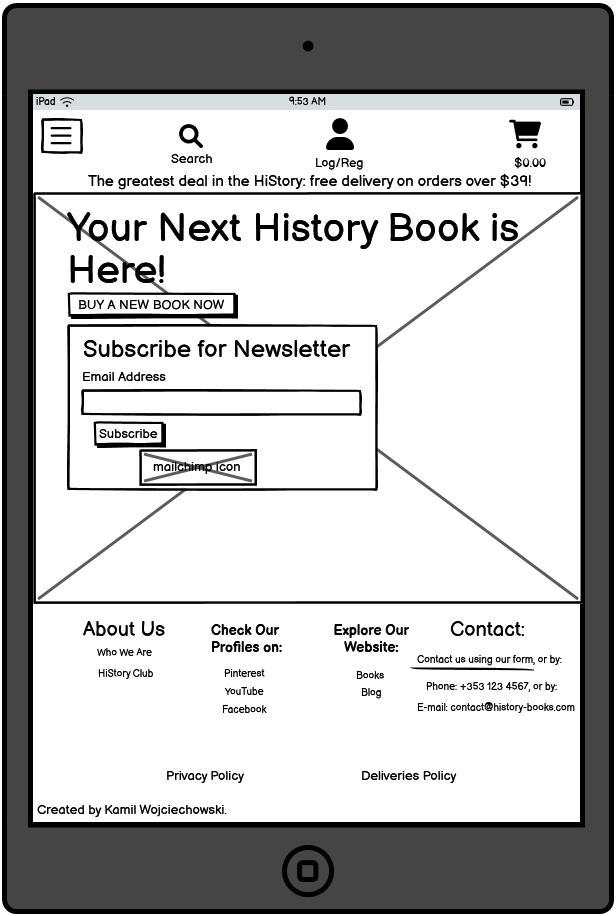 iPad 9:53 AM
Search
Log/Reg
$0.00
The greatest deal in the HiStory: free delivery on orders over $39!
Your Next History Book is
Here!
BUY A NEW BOOK NOW
Subscribe for Newsletter
Email Address
Subscribe
mailchimp icon
About Us
Who We Are
HiStory Club
Check Our
Profiles on:
Pinterest
YouTube
Facebook
Explore Our
Website:
Books
Blog
Contact:
Contact us using our form, or by:
Phone: +353 123 4567, or by:
E-mail: contact@history-books.com
Privacy Policy
Deliveries Policy
Created by Kamil Wojciechowski.